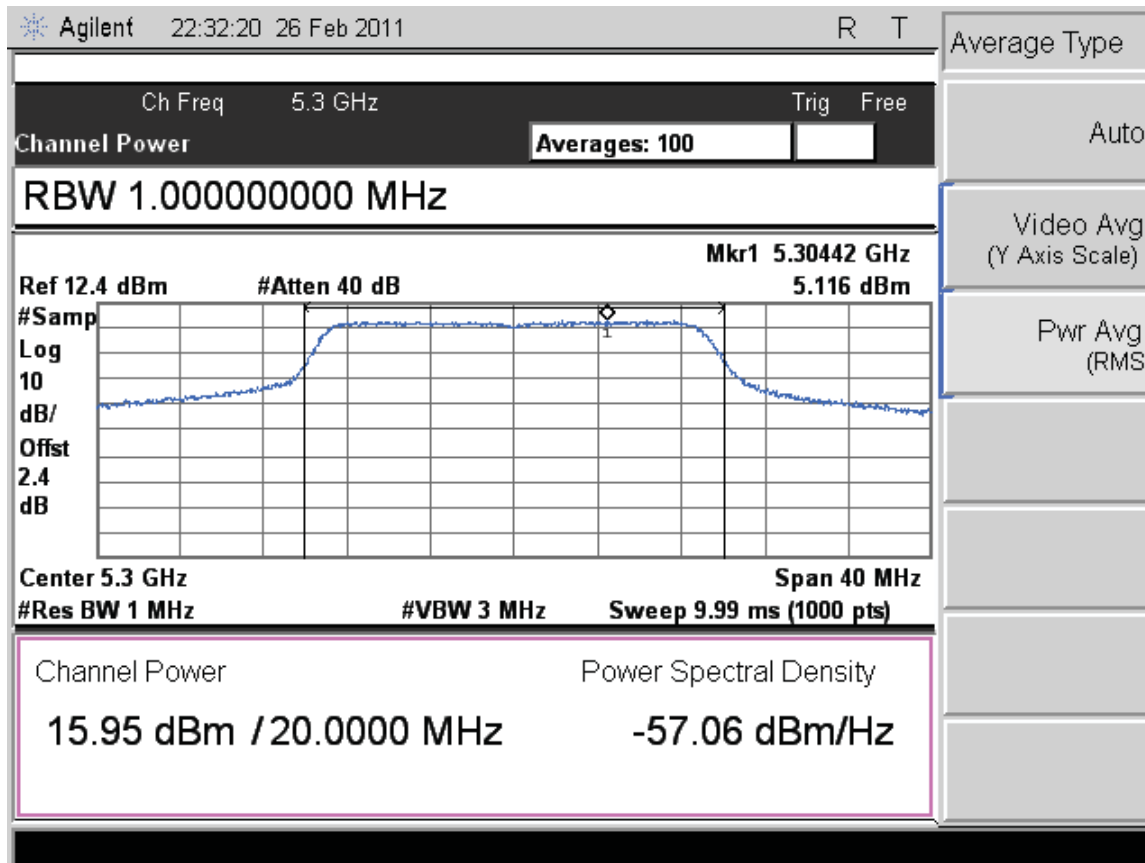 Agilent 22:32:20 26 Feb 2011 R T
Average Type
Ch Freq 5.3 GHz Trig Free
Channel Power Averages: 100
Auto
RBW 1.000000000 MHz
Video Avg
(Y Axis Scale)
Mkr1 5.30442 GHz
Ref 12.4 dBm #Atten 40 dB 5.116 dBm
#Samp
Log
10
dB/
Offst
2.4
dB
1
Pwr Avg
(RMS
Center 5.3 GHz Span 40 MHz
#Res BW 1 MHz #VBW 3 MHz Sweep 9.99 ms (1000 pts)
Channel Power Power Spectral Density
15.95 dBm / 20.0000 MHz -57.06 dBm/Hz